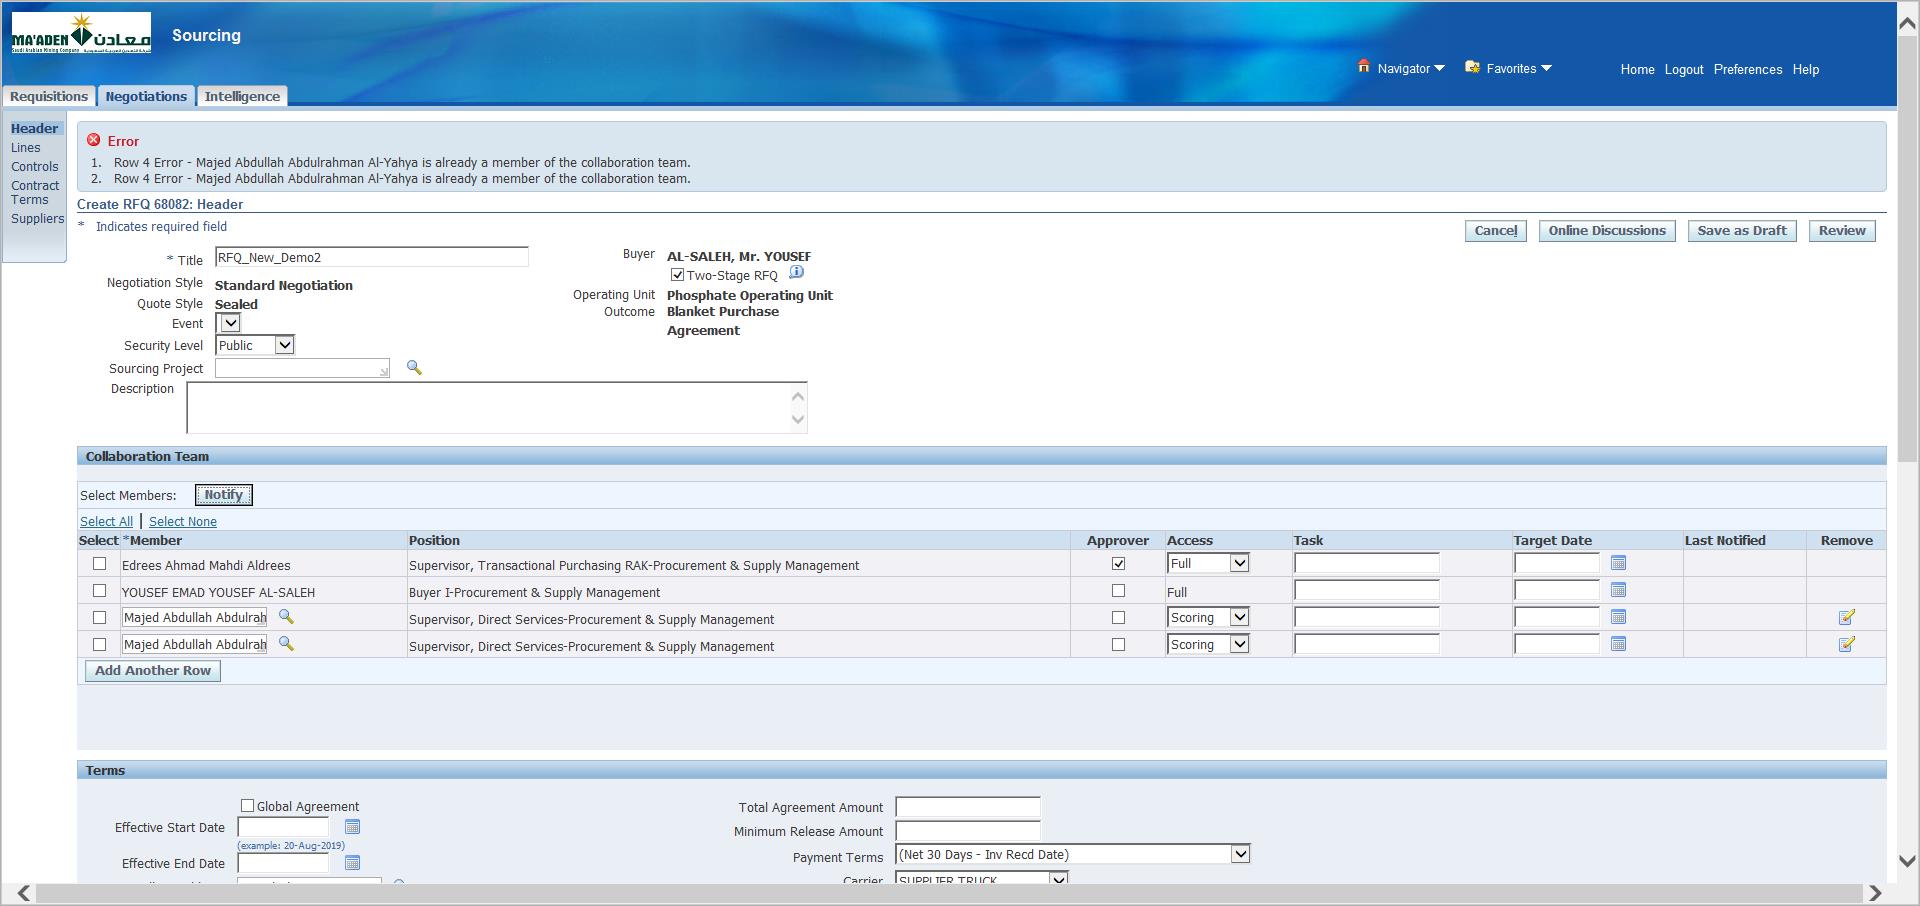 MA'ADEN معادن
Saudi Arabian Mining Company
Sourcing
Navigator
Favorites
Home Logout Preferences Help
Requisitions Negotiations Intelligence
Header
Lines
Controls
Contract
Terms
Suppliers
Error
1. Row 4 Error - Majed Abdullah Abdulrahman Al-Yahya is already a member of the collaboration team.
2. Row 4 Error - Majed Abdullah Abdulrahman Al-Yahya is already a member of the collaboration team.
Create RFQ 68082: Header
* Indicates required field
Cancel Online Discussions Save as Draft Review
* Title RFQ_New_Demo2
Negotiation Style Standard Negotiation
Quote Style Sealed
Event
Security Level Public
Sourcing Project
Description
Buyer AL-SALEH, Mr. YOUSEF
Two-Stage RFQ
Operating Unit Phosphate Operating Unit
Outcome Blanket Purchase
Agreement
Collaboration Team
Select Members: Notify
Select All | Select None
Select *Member Position Approver Access Task Target Date Last Notified Remove
Edrees Ahmad Mahdi Aldrees Supervisor, Transactional Purchasing RAK-Procurement & Supply Management Full
YOUSEF EMAD YOUSEF AL-SALEH Buyer I-Procurement & Supply Management Full
Majed Abdullah Abdulrah Supervisor, Direct Services-Procurement & Supply Management Scoring
Majed Abdullah Abdulrah Supervisor, Direct Services-Procurement & Supply Management Scoring
Add Another Row
Terms
Global Agreement
Effective Start Date
(example: 20-Aug-2019)
Effective End Date
Total Agreement Amount
Minimum Release Amount
Payment Terms (Net 30 Days - Inv Recd Date)
Carrier SUPPLIER TRUCK